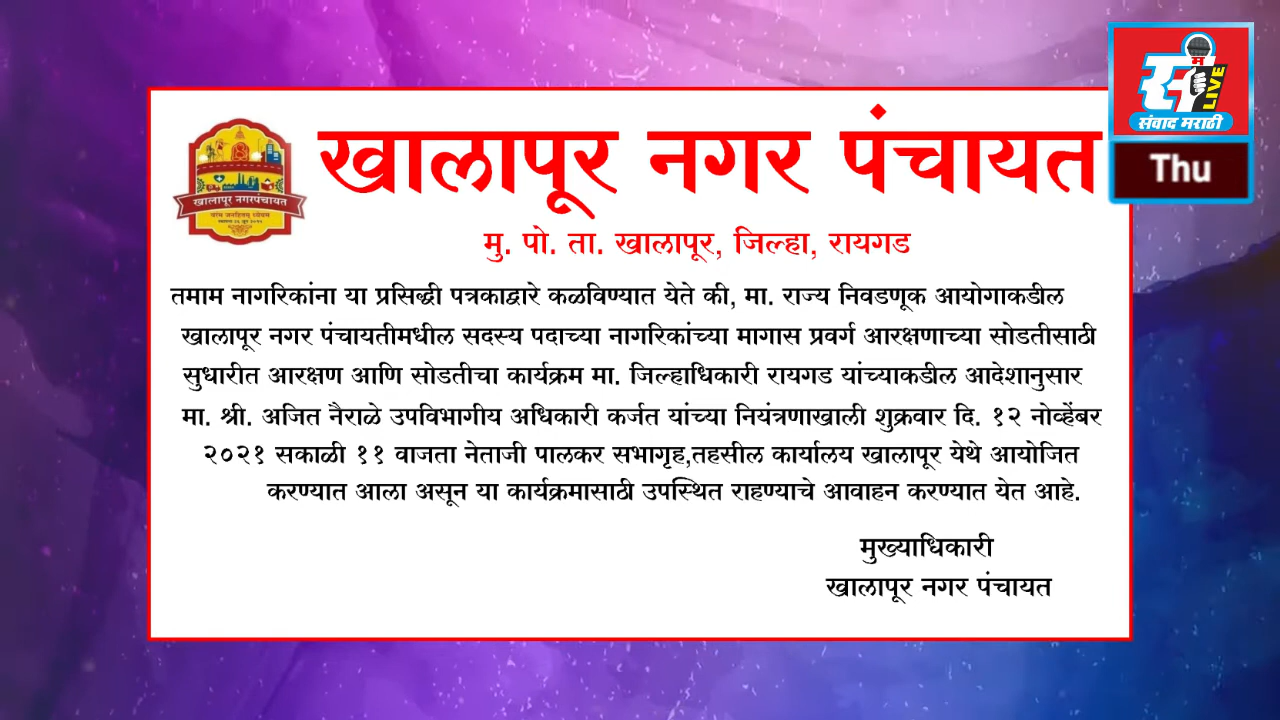 स म
LIVE
संवाद मराठी
Thu
खालापूर नगर पंचायत
खालापूर नगरपंचायत
मु. पो. ता. खालापूर, जिल्हा, रायगड
तमाम नागरिकांना या प्रसिद्धी पत्रकाद्वारे कळविण्यात येते की, मा. राज्य निवडणूक आयोगाकडील
खालापूर नगर पंचायतीमधील सदस्य पदाच्या नागरिकांच्या मागास प्रवर्ग आरक्षणाच्या सोडतीसाठी
सुधारीत आरक्षण आणि सोडतीचा कार्यक्रम मा. जिल्हाधिकारी रायगड यांच्याकडील आदेशानुसार
मा. श्री. अजित नैराळे उपविभागीय अधिकारी कर्जत यांच्या नियंत्रणाखाली शुक्रवार दि. १२ नोव्हेंबर
२०२१ सकाळी ११ वाजता नेताजी पालकर सभागृह,तहसील कार्यालय खालापूर येथे आयोजित
करण्यात आला असून या कार्यक्रमासाठी उपस्थित राहण्याचे आवाहन करण्यात येत आहे.
मुख्याधिकारी
खालापूर नगर पंचायत